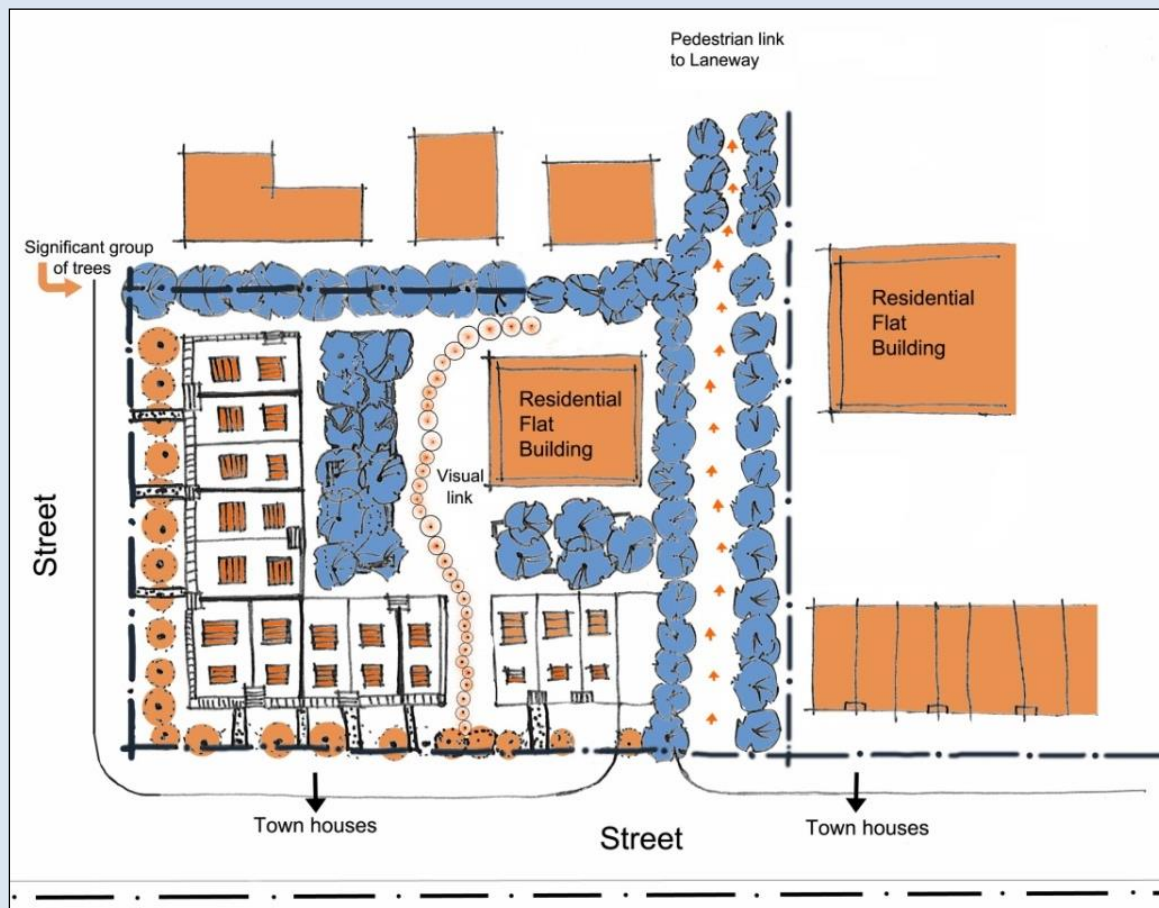 Pedestrian link
to Laneway
Significant group
of trees
Residential
Flat
Building
Residential
Flat
Building
Visual
link
Street
Town houses
Town houses
Street